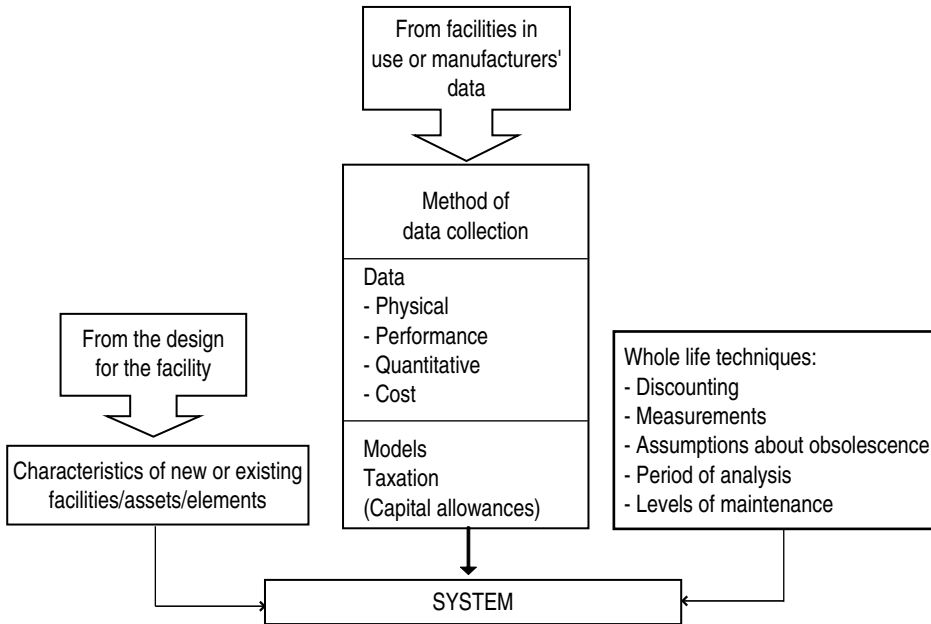 From facilities in
use or manufacturers'
data
Method of
data collection
Data
- Physical
- Performance
- Quantitative
- Cost
Models
Taxation
(Capital allowances)
From the design
for the facility
Characteristics of new or existing
facilities/assets/elements
Whole life techniques:
- Discounting
- Measurements
- Assumptions about obsolescence
- Period of analysis
- Levels of maintenance
SYSTEM